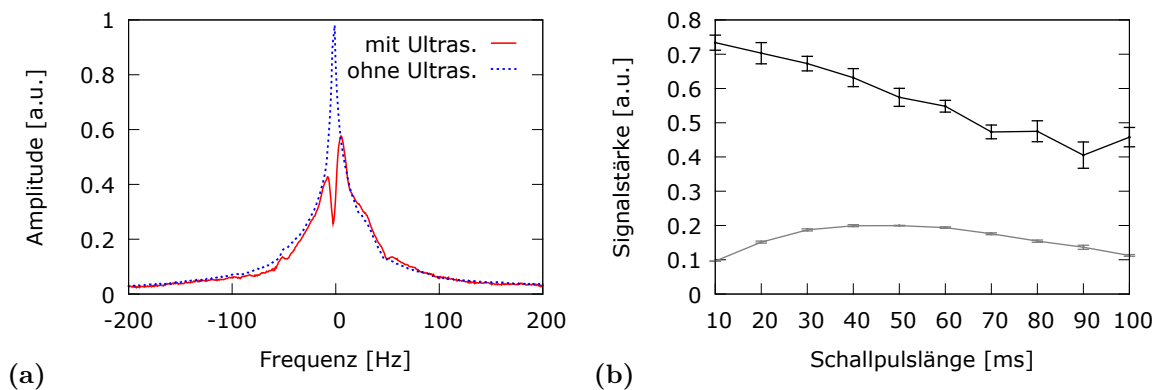 1
0.8
0.6
0.4
0.2
0
-200
-100
0
100
200
Amplitude [a.u.]
Frequenz [Hz]
mit Ultras.
ohne Ultras.
(a)
0.8
0.7
0.6
0.5
0.4
0.3
0.2
0.1
0
10 20 30 40 50 60 70 80 90 100
Signalstärke [a.u.]
Schallpulslänge [ms]
(b)